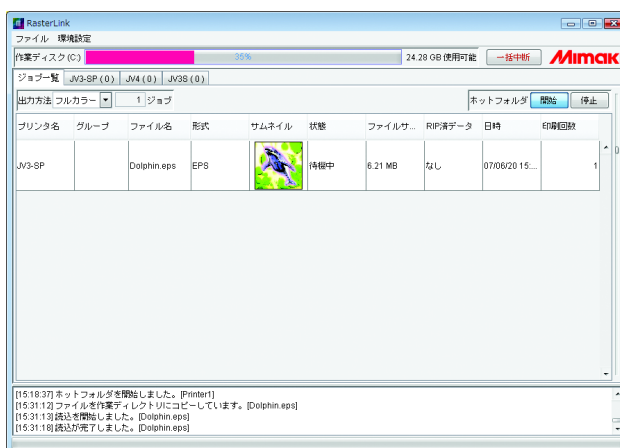 RasterLink
ファイル 環境設定
作業ディスク(C:) 35% 24.28 GB 使用可能 一括中断 Mimak
ジョブ一覧 JV3-SP ( 0 ) JV4 ( 0 ) JV3S ( 0 )
出力方法 フルカラー 1 ジョブ ホットフォルダ 開始 停止
プリンタ名 グループ ファイル名 形式 サムネイル 状態 ファイルサ... RIP済データ 日時 印刷回数
JV3-SP Dolphin.eps EPS 待機中 6.21 MB なし 07/06/20 15:... 1
[15:18:37] ホットフォルダを開始しました。[Printer1]
[15:31:12] ファイルを作業ディレクトリにコピーしています。[Dolphin.eps]
[15:31:13] 読込を開始しました。[Dolphin.eps]
[15:31:18] 読込が完了しました。[Dolphin.eps]